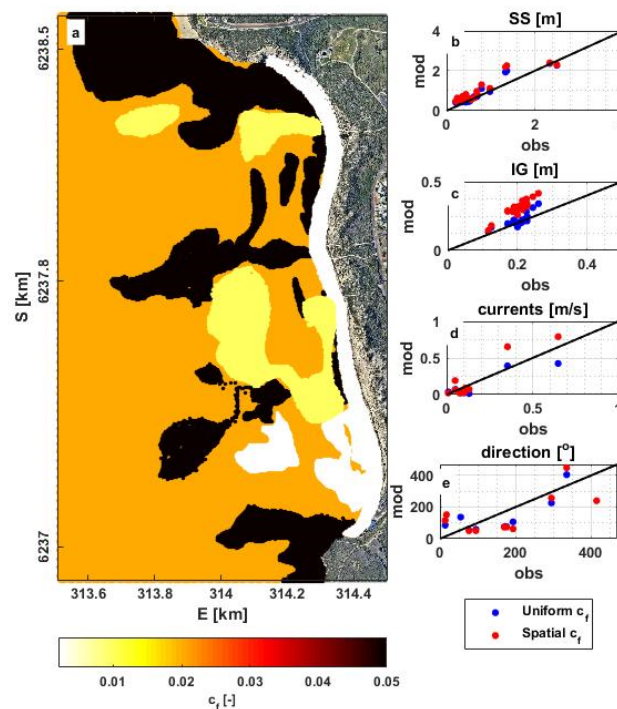 a
6238.5
6237.8
6237
S [km]
313.6 313.8 314 314.2 314.4
E [km]
0.01 0.02 0.03 0.04 0.05
c_f [-]
SS [m]
b
4
2
0
mod
0 2
obs
IG [m]
c
0.5
0
mod
0 0.2 0.4
obs
currents [m/s]
d
1
0.5
0
mod
0 0.5 1
obs
direction [°]
e
400
200
0
mod
0 200 400
obs
Uniform c_f
Spatial c_f